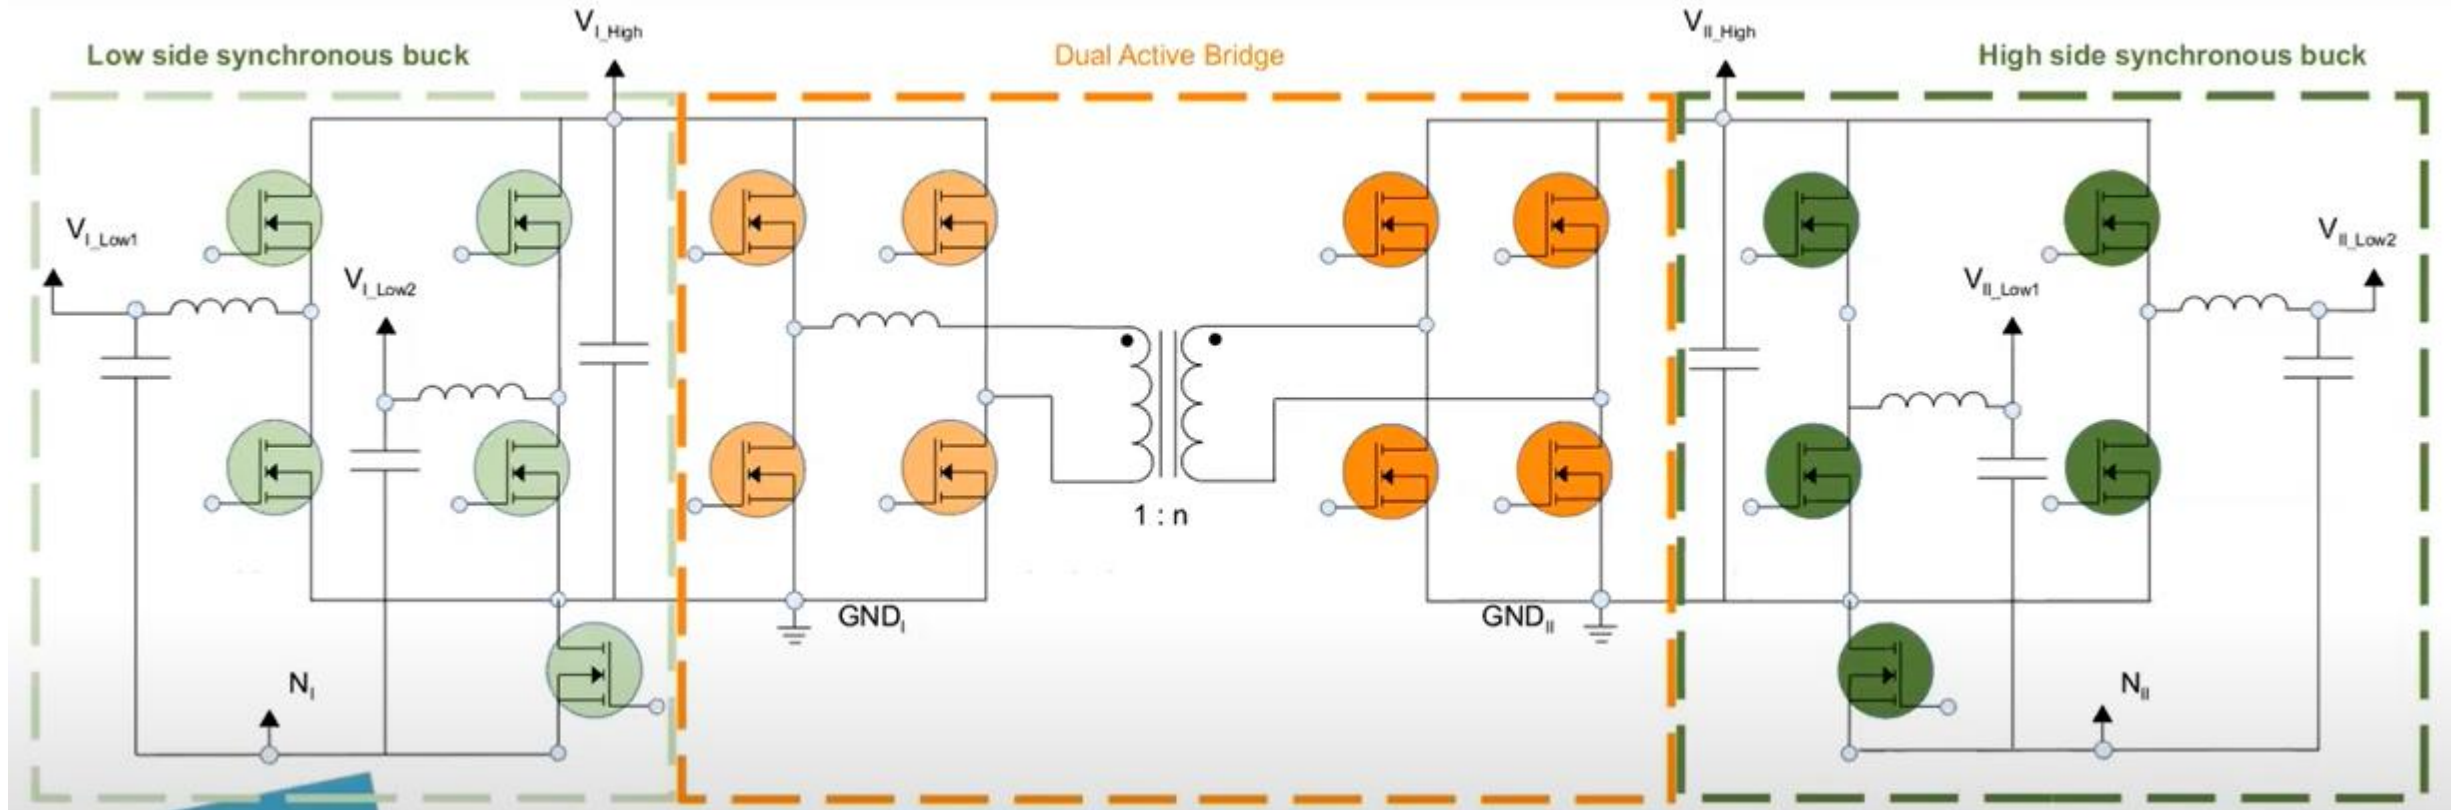 Low side synchronous buck
V_I_High
Dual Active Bridge
V_II_High
High side synchronous buck
V_I_Low1
V_I_Low2
V_II_Low1
V_II_Low2
1 : n
GND_I
GND_II
N_I
N_II